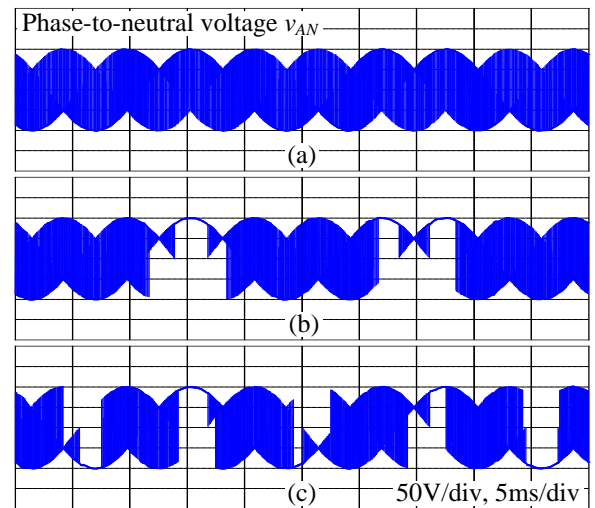 Phase-to-neutral voltage v_AN
(a)
(b)
(c)
50V/div, 5ms/div